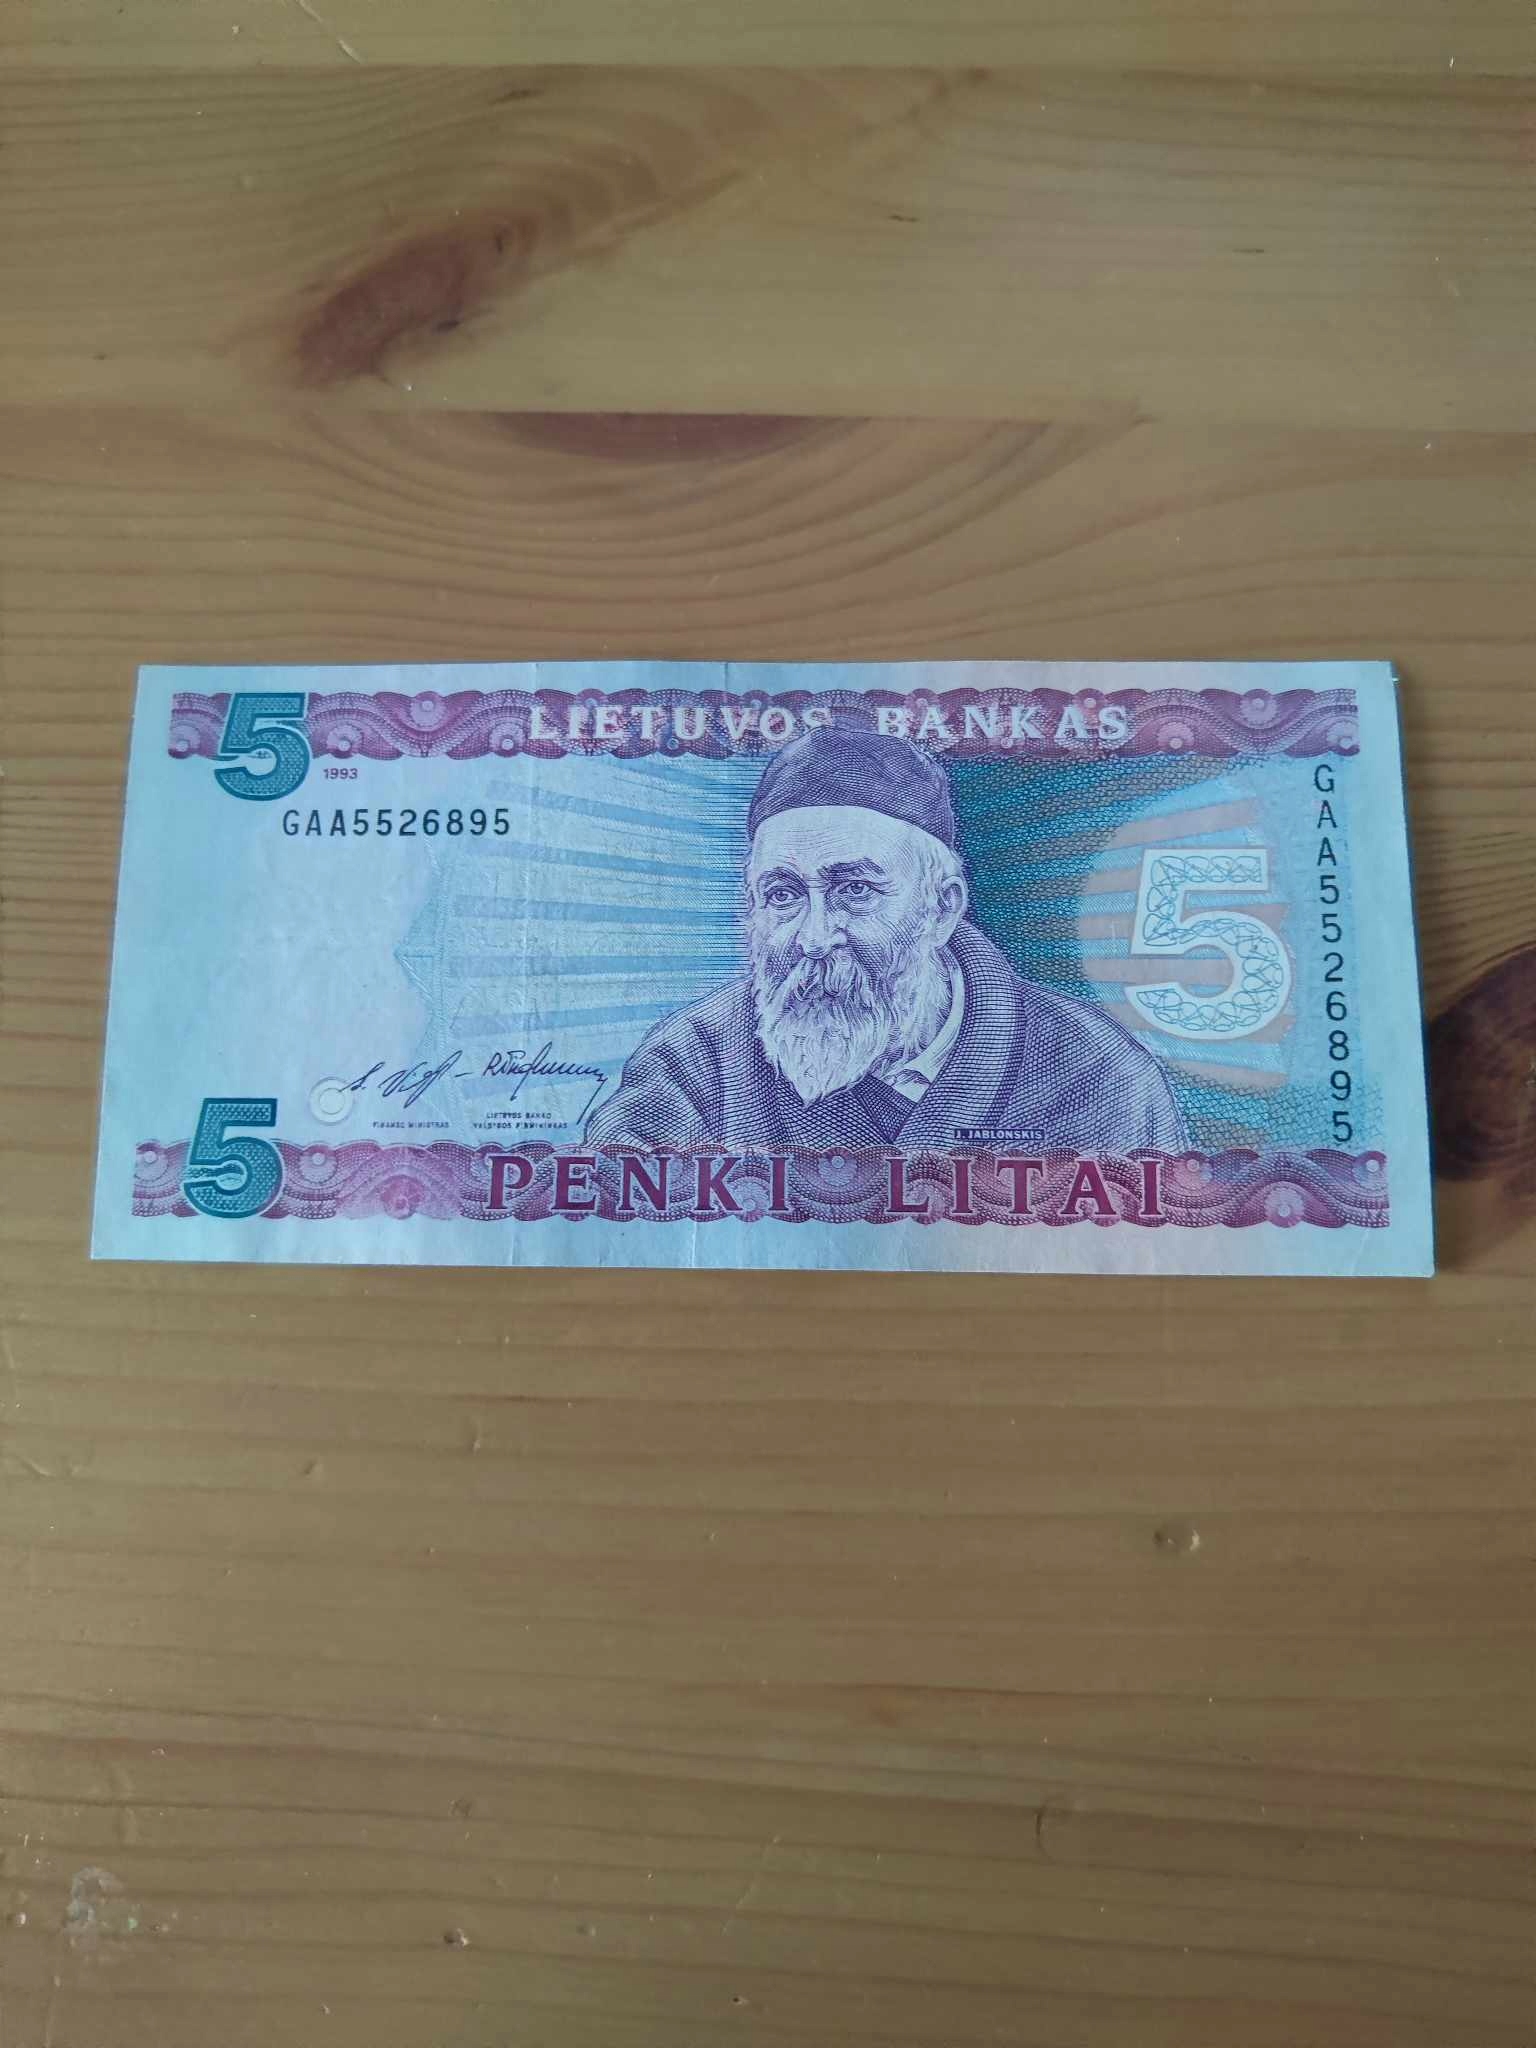 5
LIETUVOS BANKAS
1993
GAA5526895
GAA5526895
5
FINANSŲ MINISTRAS
LIETUVOS BANKO
VALDYBOS PIRMININKAS
J. JABLONSKIS
5
PENKI LITAI